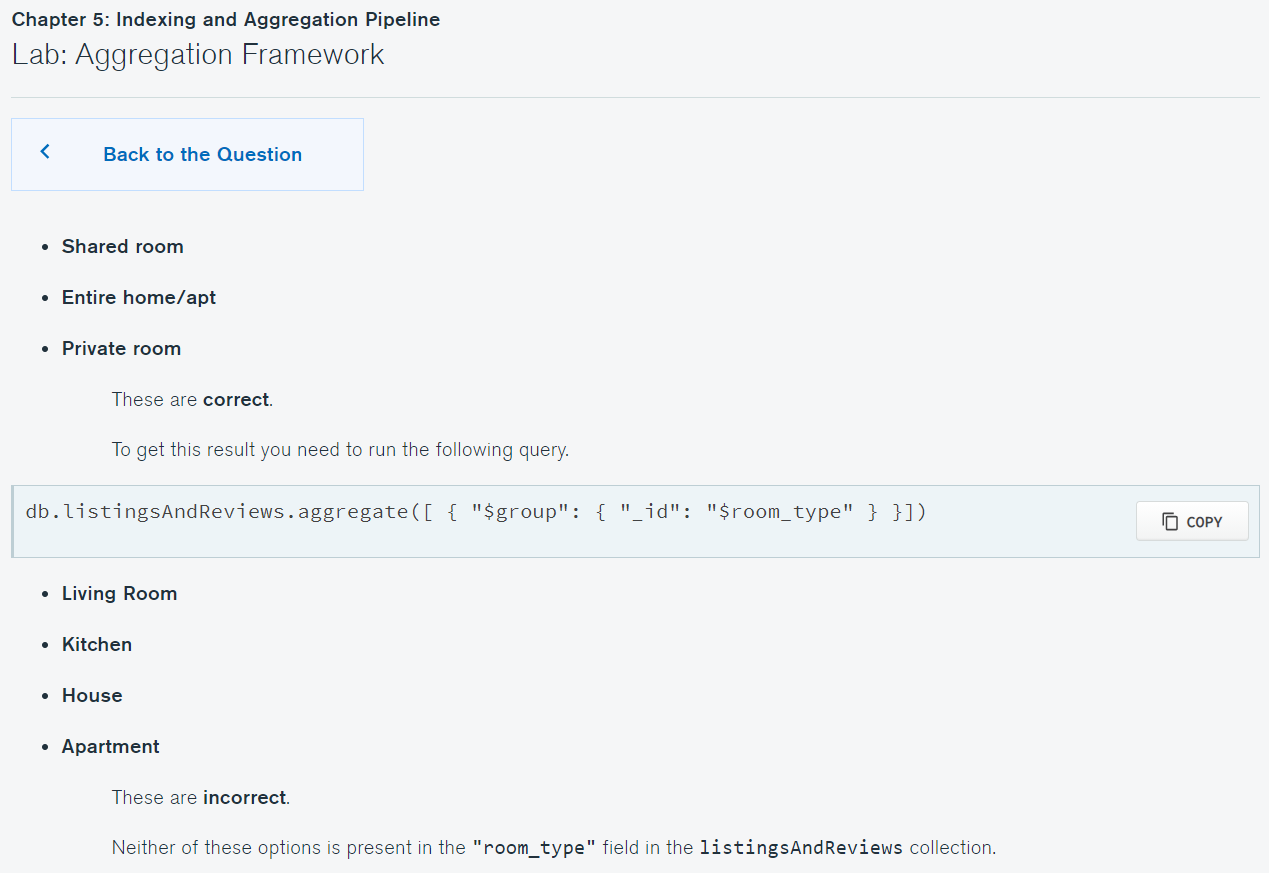 Chapter 5: Indexing and Aggregation Pipeline
Lab: Aggregation Framework
Back to the Question
• Shared room
• Entire home/apt
• Private room
These are correct.
To get this result you need to run the following query.
db.listingsAndReviews.aggregate([ { "$group": { "_id": "$room_type" } }])
COPY
• Living Room
• Kitchen
• House
• Apartment
These are incorrect.
Neither of these options is present in the "room_type" field in the listingsAndReviews collection.